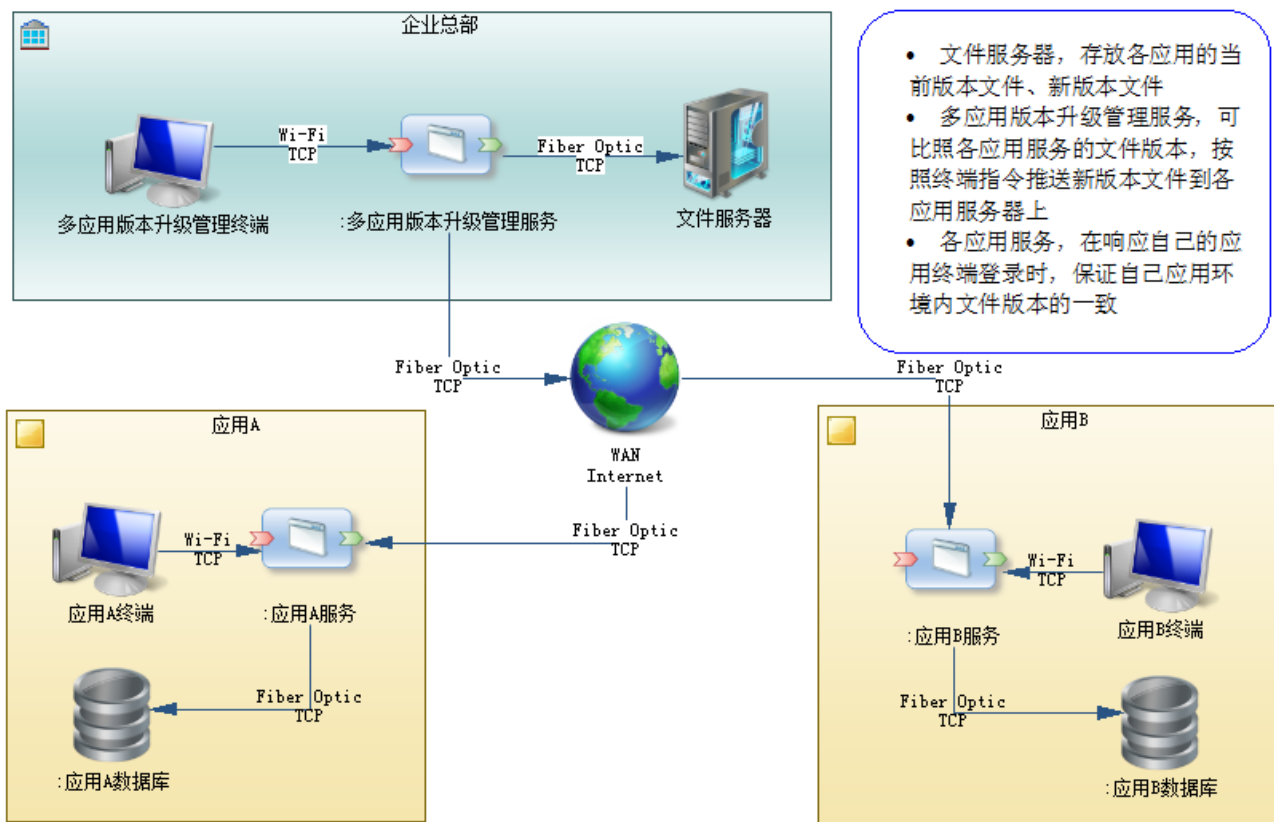 企业总部
• 文件服务器，存放各应用的当
前版本文件、新版本文件
• 多应用版本升级管理服务，可
比照各应用服务的文件版本，按
照终端指令推送新版本文件到各
应用服务器上
• 各应用服务，在响应自己的应
用终端登录时，保证自己应用环
境内文件版本的一致
Wi-Fi
TCP
Fiber Optic
TCP
多应用版本升级管理终端
:多应用版本升级管理服务
文件服务器
Fiber Optic
TCP
Fiber Optic
TCP
WAN
Internet
Fiber Optic
TCP
应用A
Wi-Fi
TCP
应用A终端
:应用A服务
Fiber Optic
TCP
:应用A数据库
应用B
Wi-Fi
TCP
:应用B服务
应用B终端
Fiber Optic
TCP
:应用B数据库